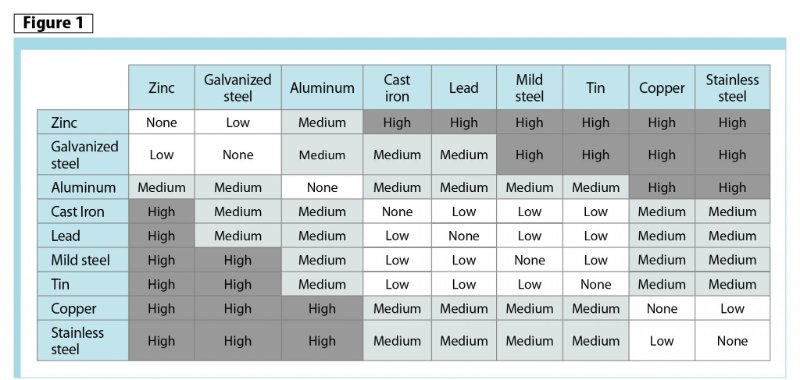 Figure 1
Zinc Galvanized steel Aluminum Cast iron Lead Mild steel Tin Copper Stainless steel
Zinc None Low Medium High High High High High High
Galvanized steel Low None Medium Medium Medium High High High High
Aluminum Medium Medium None Medium Medium Medium Medium High High
Cast Iron High Medium Medium None Low Low Low Medium Medium
Lead High Medium Medium Low None Low Low Medium Medium
Mild steel High High Medium Low Low None Low Medium Medium
Tin High High Medium Low Low Low None Medium Medium
Copper High High High Medium Medium Medium Medium None Low
Stainless steel High High High Medium Medium Medium Medium Low None